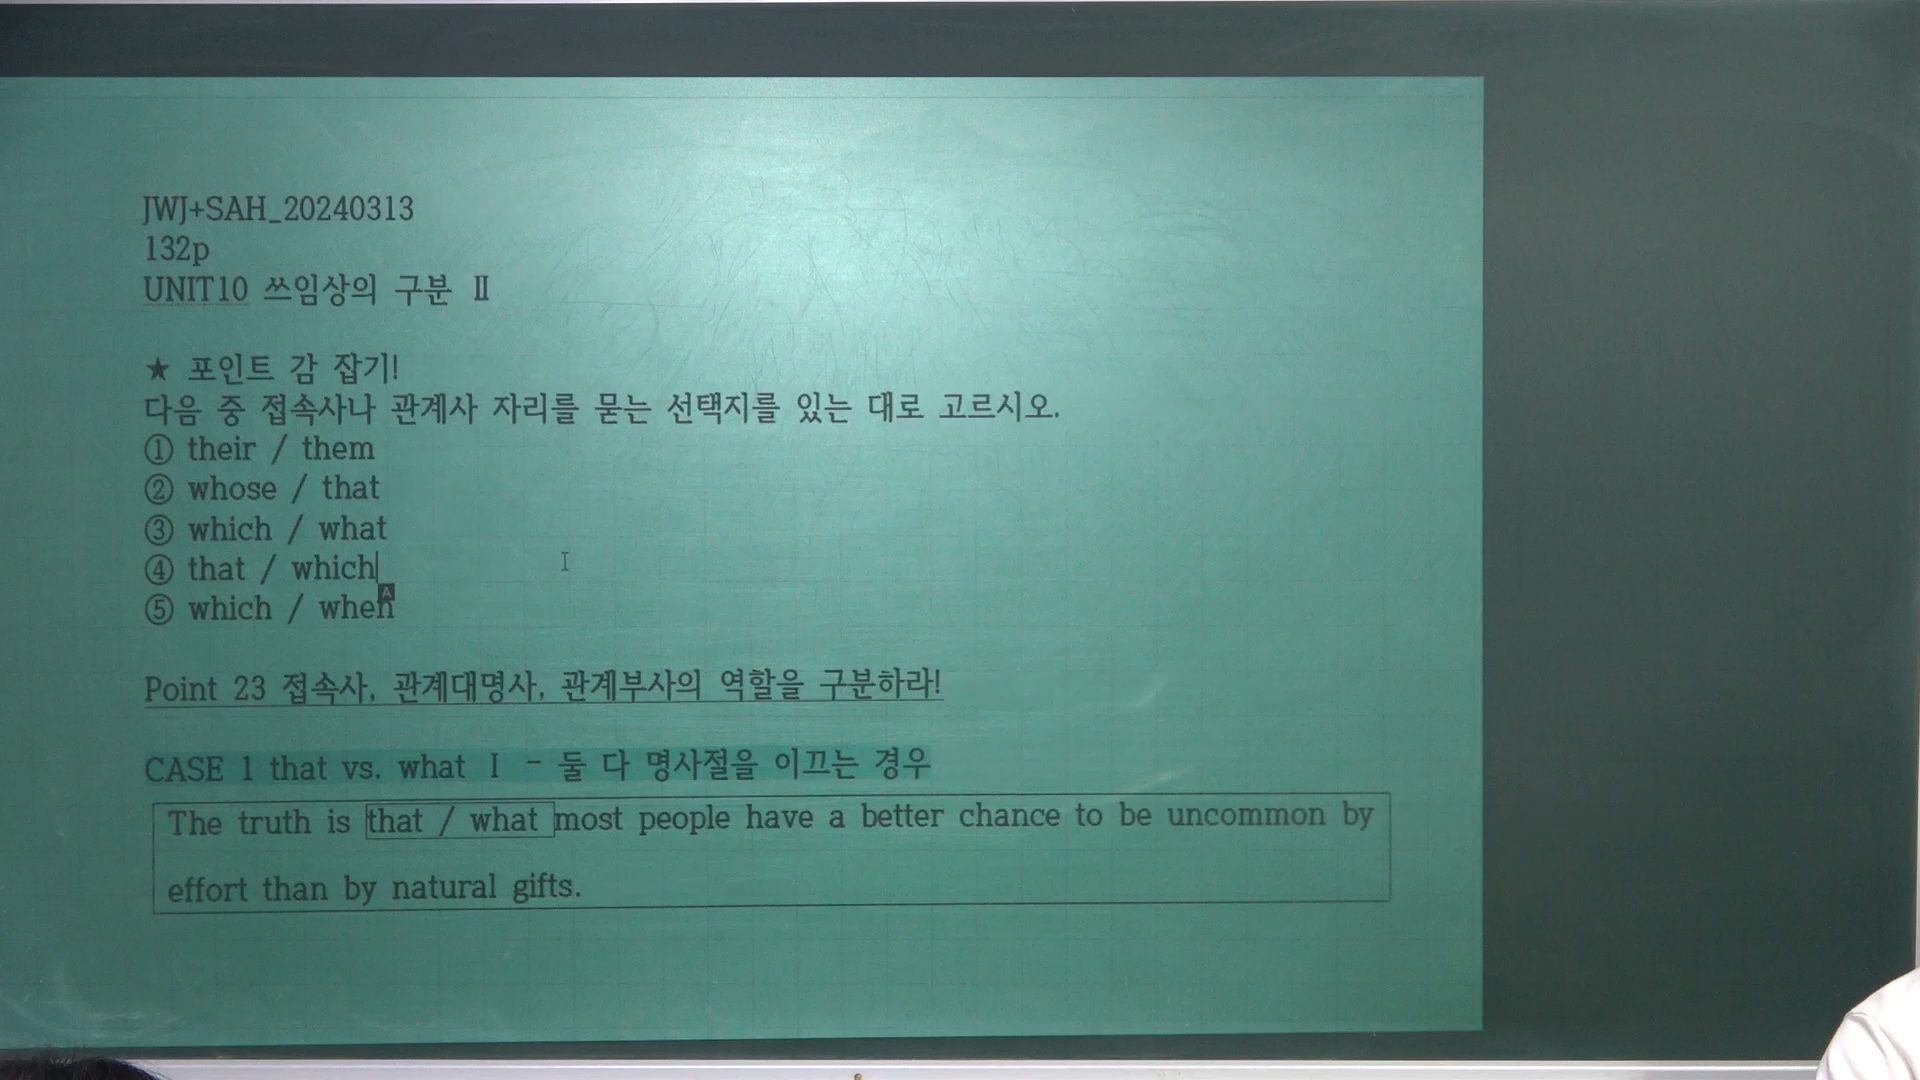 JWJ+SAH_20240313
132p
UNIT10 쓰임상의 구분 Ⅱ
★ 포인트 감 잡기!
다음 중 접속사나 관계사 자리를 묻는 선택지를 있는 대로 고르시오.
① their / them
② whose / that
③ which / what
④ that / which
A
⑤ which / when
Point 23 접속사, 관계대명사, 관계부사의 역할을 구분하라!
CASE 1 that vs. what Ⅰ - 둘 다 명사절을 이끄는 경우
The truth is that / what most people have a better chance to be uncommon by
effort than by natural gifts.